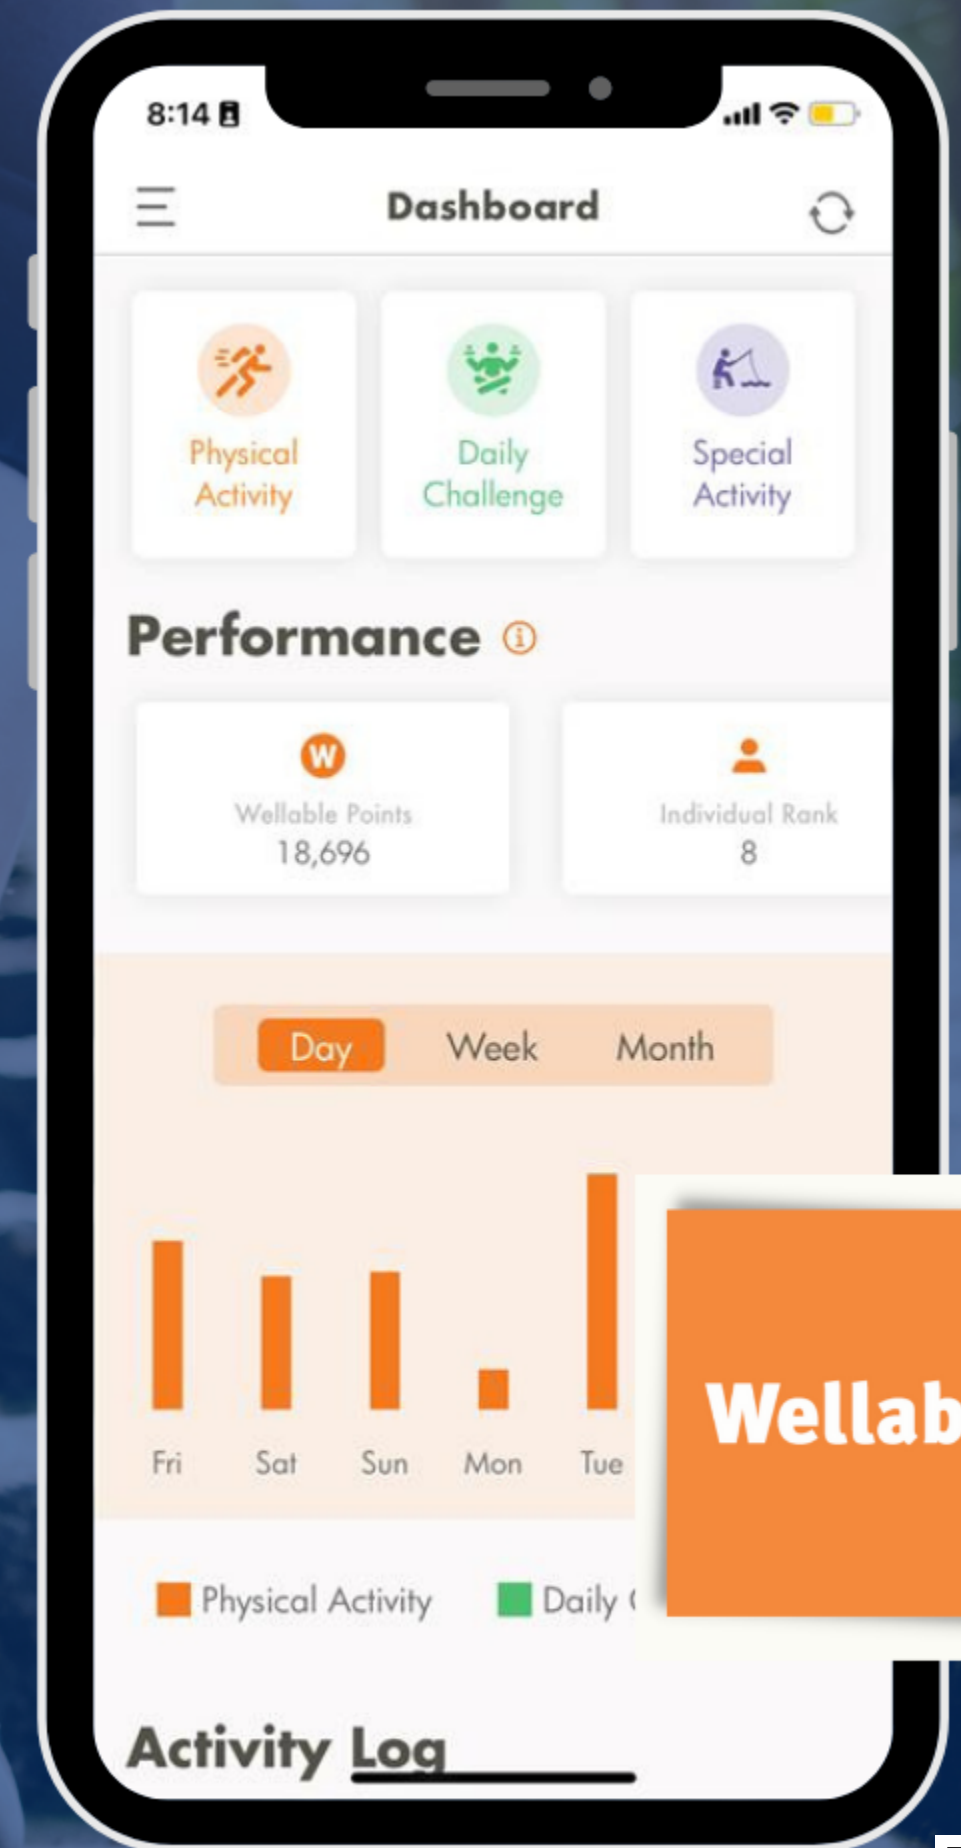 8:14
Dashboard
Physical
Activity
Daily
Challenge
Special
Activity
Performance
W
Wellable Points
18,696
Individual Rank
8
Day Week Month
Fri Sat Sun Mon Tue
Wellab
Physical Activity Daily
Activity Log